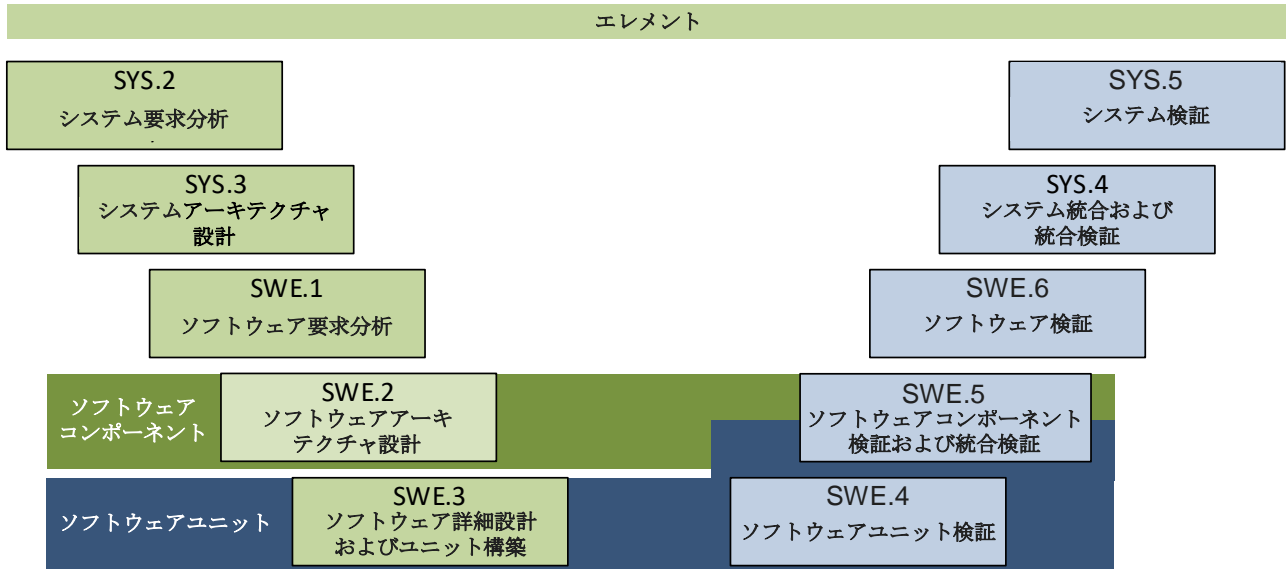 エレメント
SYS.2
システム要求分析
SYS.5
システム検証
SYS.3
システムアーキテクチャ
設計
SYS.4
システム統合および
統合検証
SWE.1
ソフトウェア要求分析
SWE.6
ソフトウェア検証
ソフトウェア
コンポーネント
SWE.2
ソフトウェアアーキ
テクチャ設計
SWE.5
ソフトウェアコンポーネント
検証および統合検証
ソフトウェアユニット
SWE.3
ソフトウェア詳細設計
およびユニット構築
SWE.4
ソフトウェアユニット検証